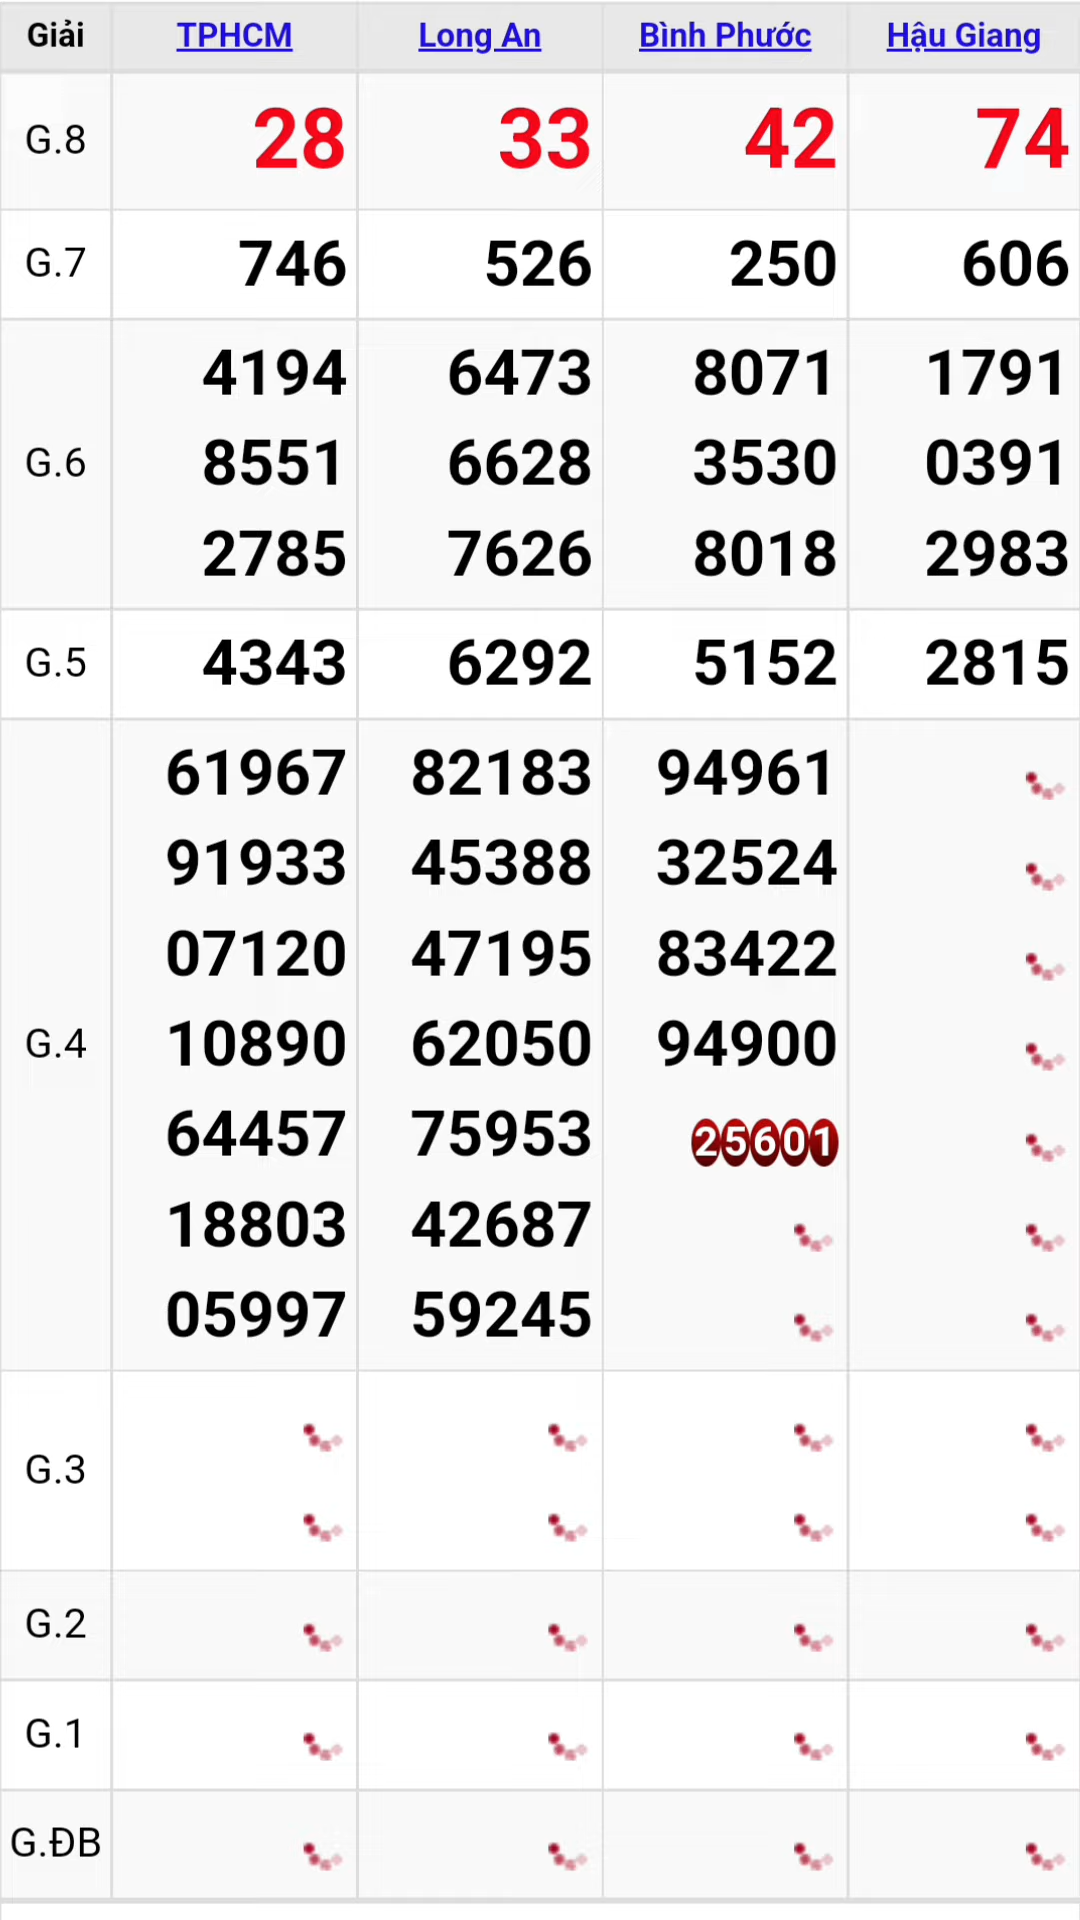 Giải TPHCM Long An Bình Phước Hậu Giang
G.8 28 33 42 74
G.7 746 526 250 606
4194 6473 8071 1791
G.6 8551 6628 3530 0391
2785 7626 8018 2983
G.5 4343 6292 5152 2815
61967 82183 94961
91933 45388 32524
07120 47195 83422
G.4 10890 62050 94900
64457 75953 25601
18803 42687
05997 59245
G.3
G.2
G.1
G.ĐB